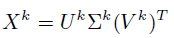 X^k = U^k Σ^k (V^k)^T